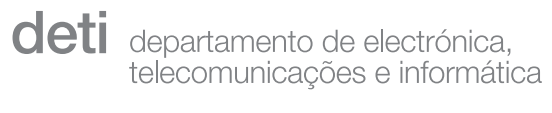 deti departamento de electrónica,
telecomunicações e informática